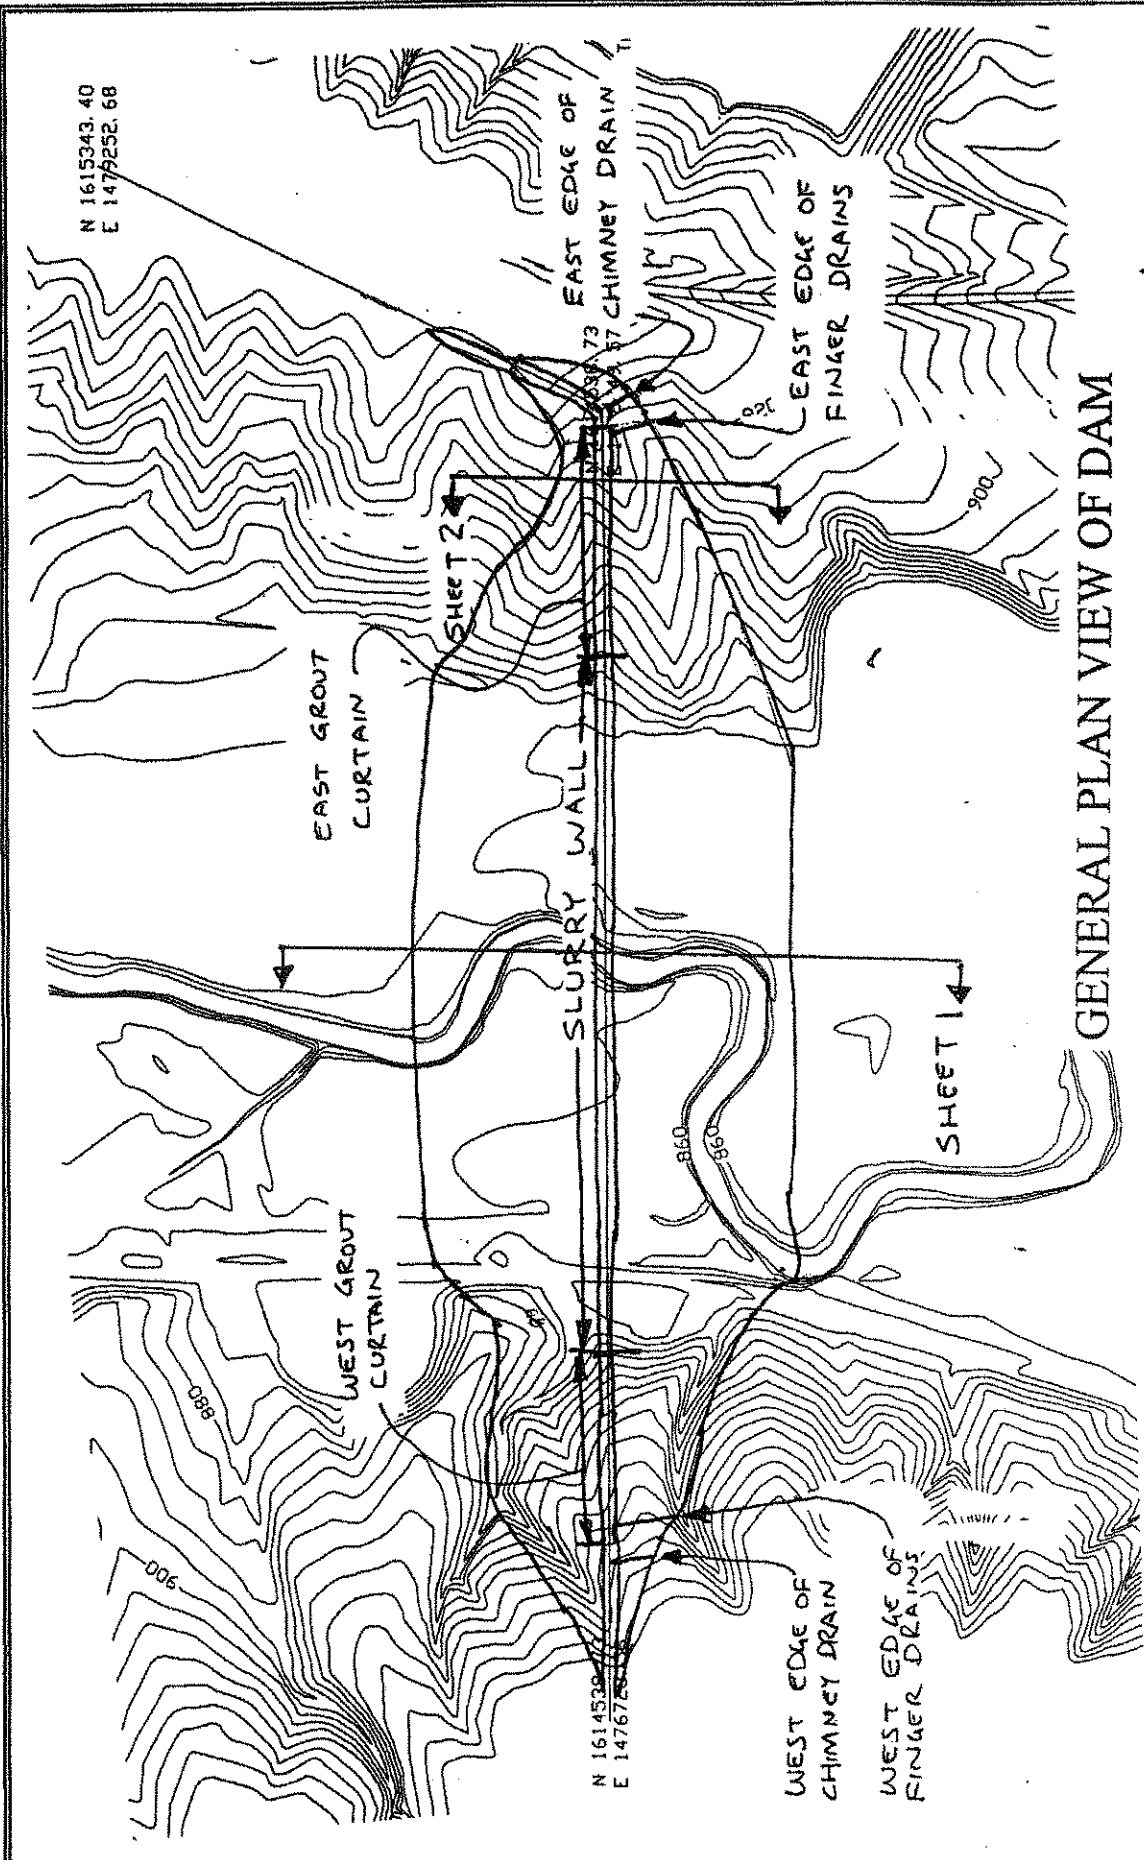 N 1615343.40
E 1479252.68
EAST EDGE OF
CHIMNEY DRAIN
EAST EDGE OF
FINGER DRAINS
900
SHEET 2
EAST GROUT
CURTAIN
SLURRY WALL
SHEET 1
860
860
WEST GROUT
CURTAIN
880
900
N 161453
E 14767
WEST EDGE OF
CHIMNEY DRAIN
WEST EDGE OF
FINGER DRAINS
GENERAL PLAN VIEW OF DAM